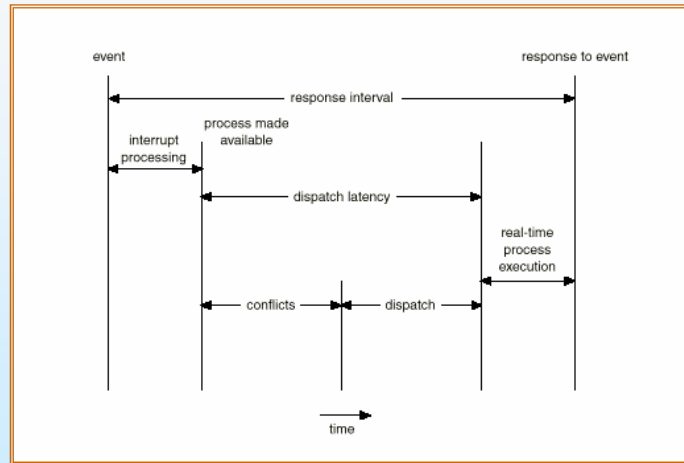 event
response to event
response interval
process made
available
interrupt
processing
dispatch latency
real-time
process
execution
conflicts
dispatch
time